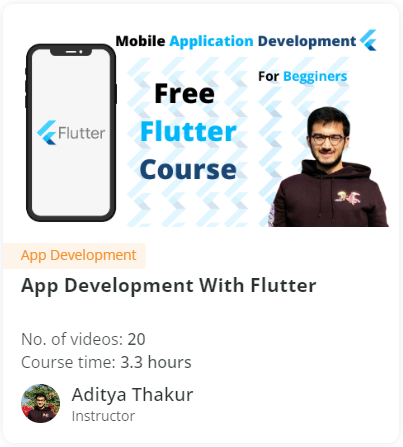 Mobile Application Development
For Begginers
Free
Flutter
Course
Flutter
App Development
App Development With Flutter
No. of videos: 20
Course time: 3.3 hours
Aditya Thakur
Instructor